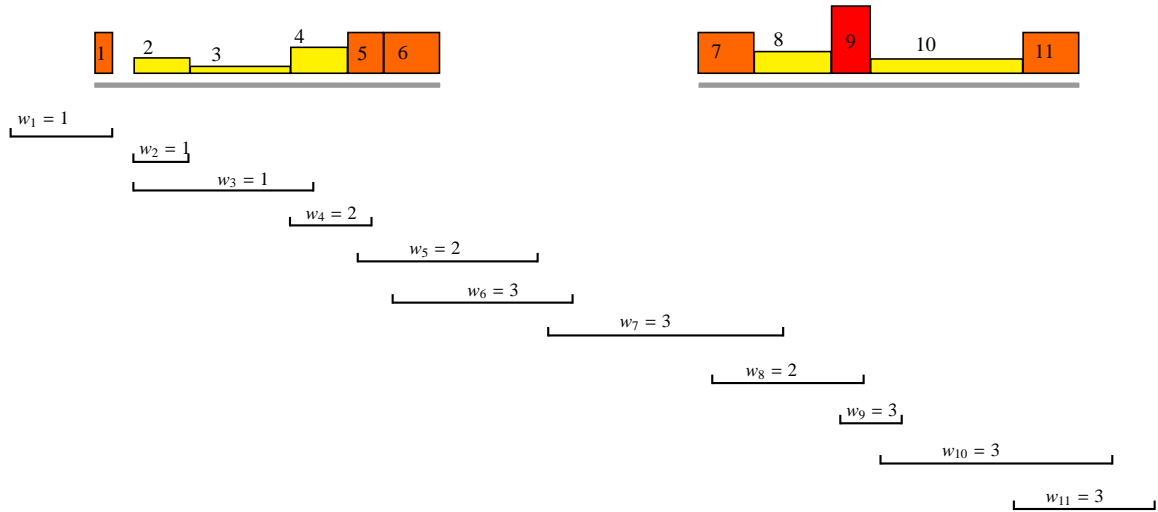 1 2 3 4 5 6 7 8 9 10 11
w₁ = 1
w₂ = 1
w₃ = 1
w₄ = 2
w₅ = 2
w₆ = 3
w₇ = 3
w₈ = 2
w₉ = 3
w₁₀ = 3
w₁₁ = 3